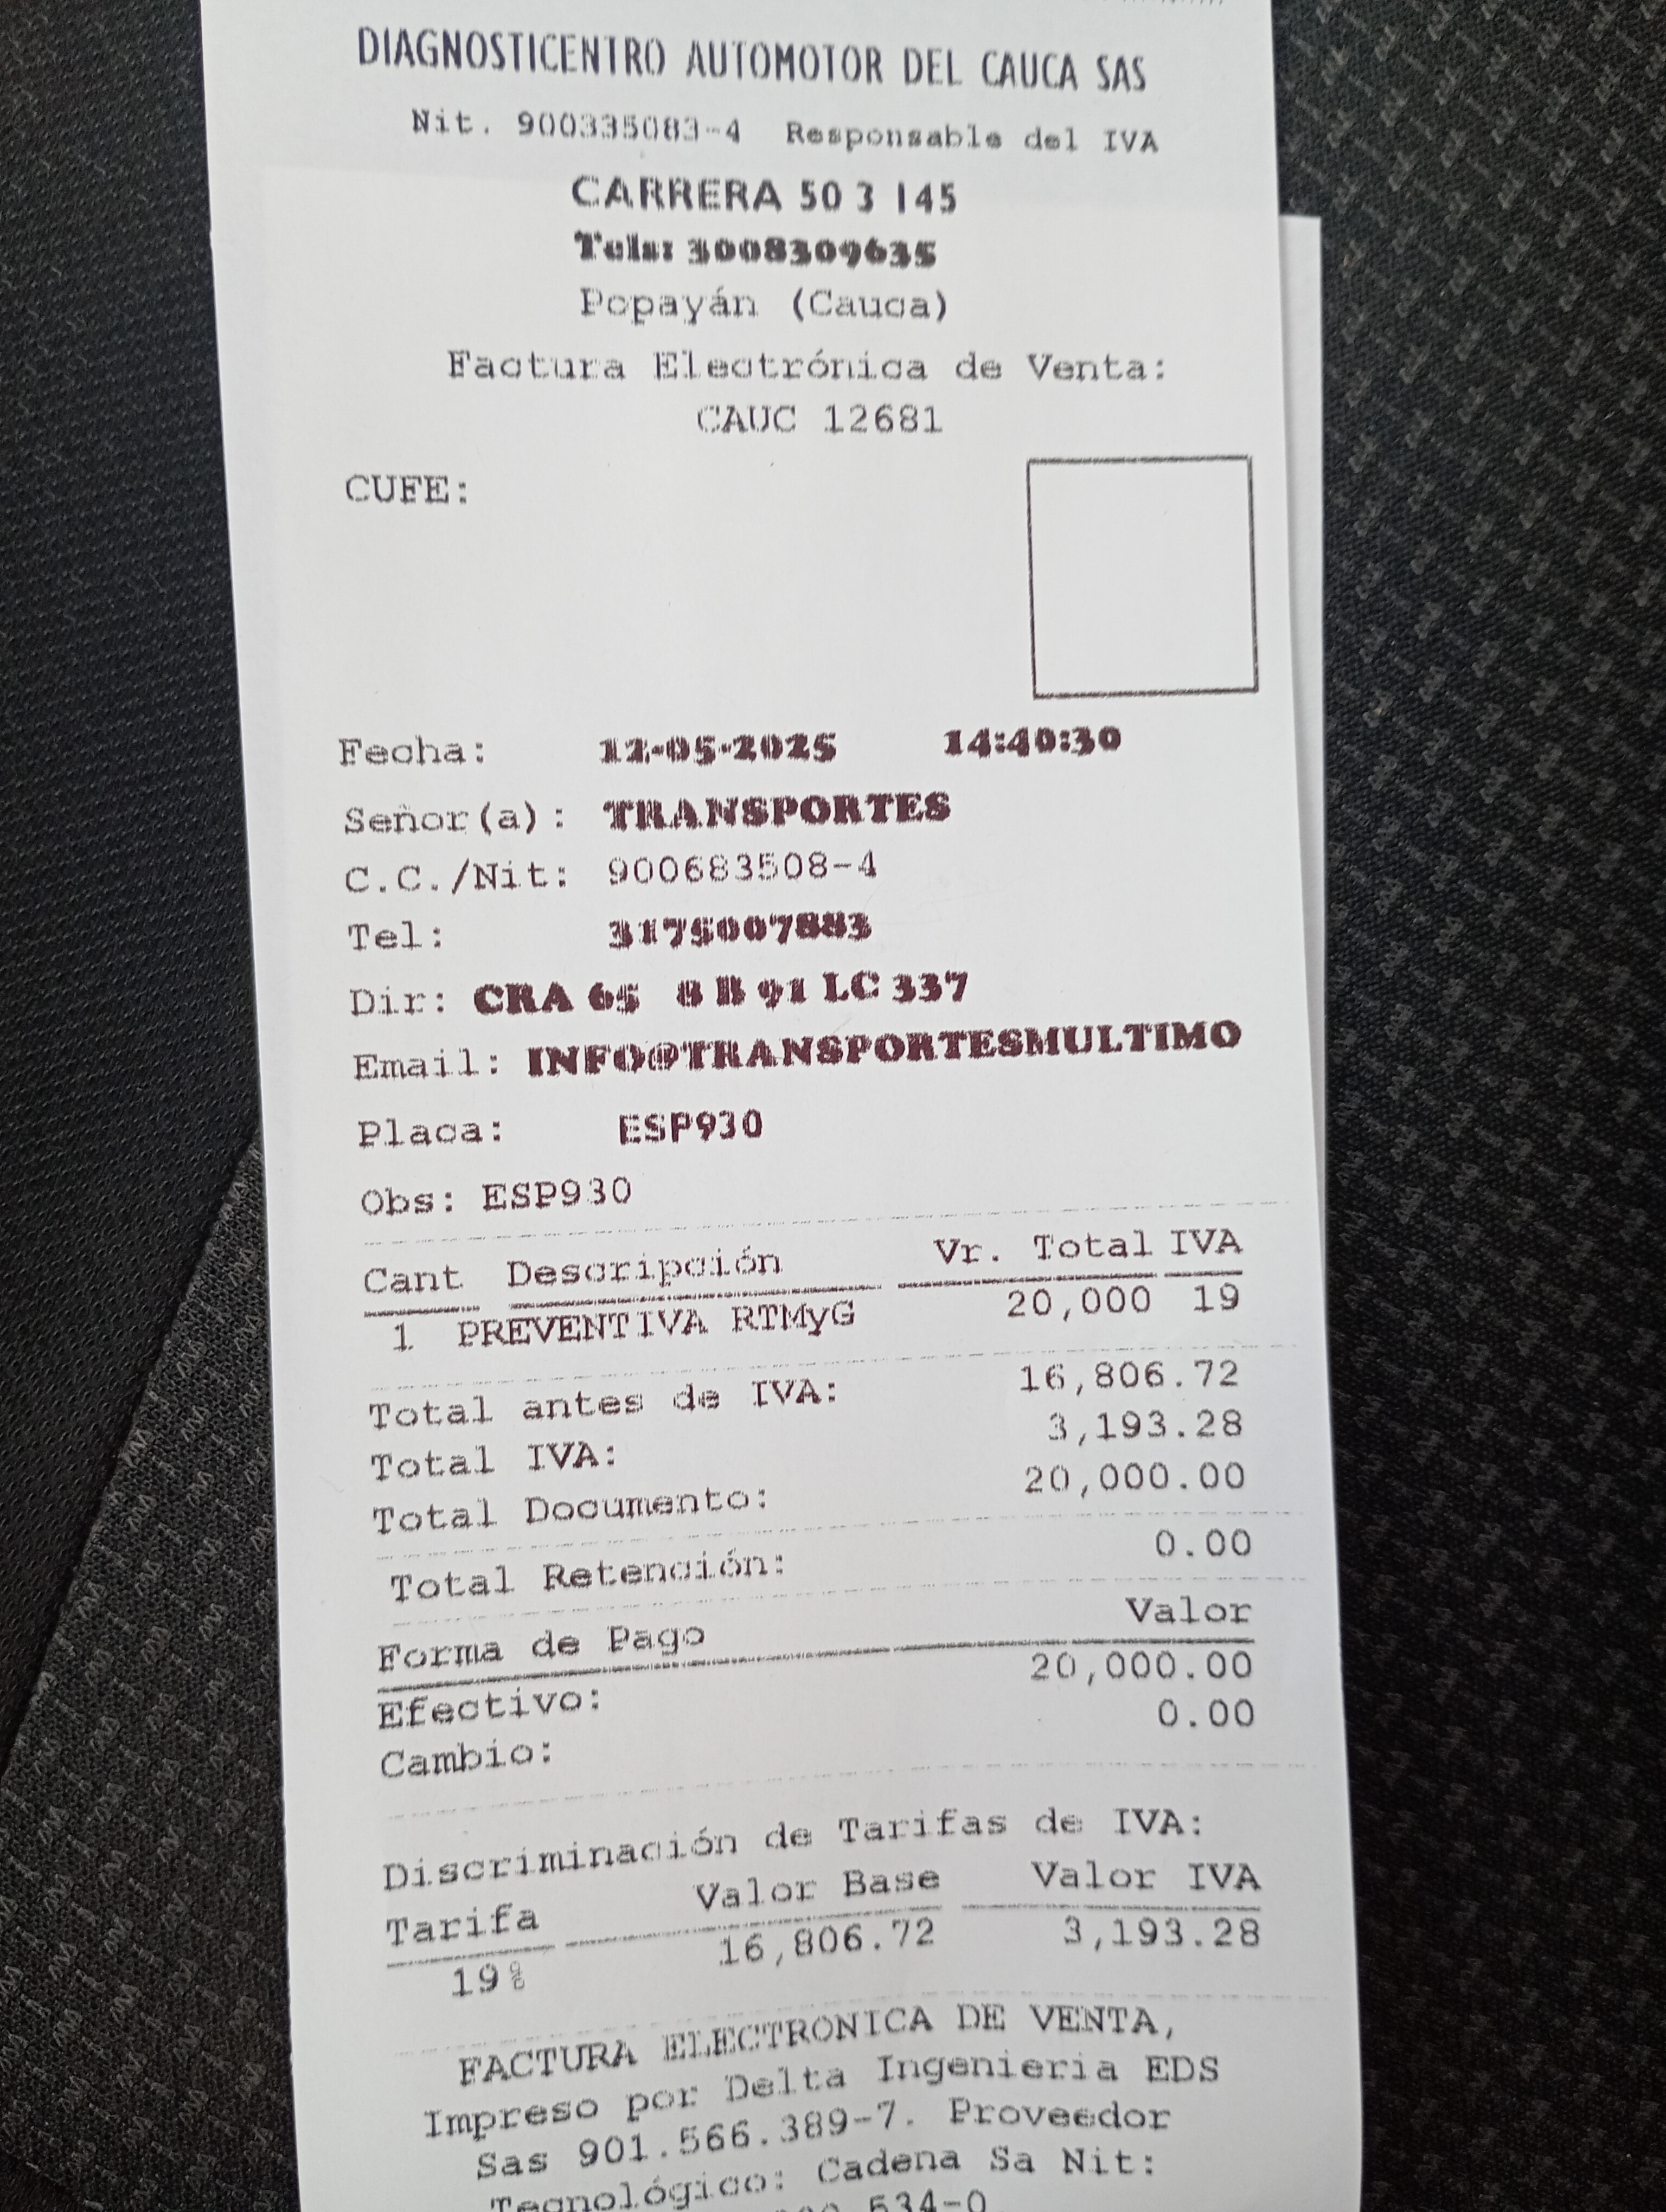 DIAGNOSTICENTRO AUTOMOTOR DEL CAUCA SAS
Nit. 900335083-4 Responsable del IVA
CARRERA 50 3 145
Tels: 3008309635
Popayán (Cauca)
Factura Electrónica de Venta:
CAUC 12681
CUFE:
Fecha: 12-05-2025 14:40:30
Señor(a): TRANSPORTES
C.C./Nit: 900683508-4
Tel: 3175007883
Dir: CRA 65 8 B 91 LC 337
Email: INFO@TRANSPORTESMULTIMO
Placa: ESP930
Obs: ESP930
Cant Descripción Vr. Total IVA
1 PREVENTIVA RTMyG 20,000 19
Total antes de IVA: 16,806.72
Total IVA: 3,193.28
Total Documento: 20,000.00
Total Retención: 0.00
Forma de Pago Valor
Efectivo: 20,000.00
Cambio: 0.00
Discriminación de Tarifas de IVA:
Tarifa Valor Base Valor IVA
19% 16,806.72 3,193.28
FACTURA ELECTRONICA DE VENTA,
Impreso por Delta Ingenieria EDS
Sas 901.566.389-7. Proveedor
Tecnológico: Cadena Sa Nit:
534-0